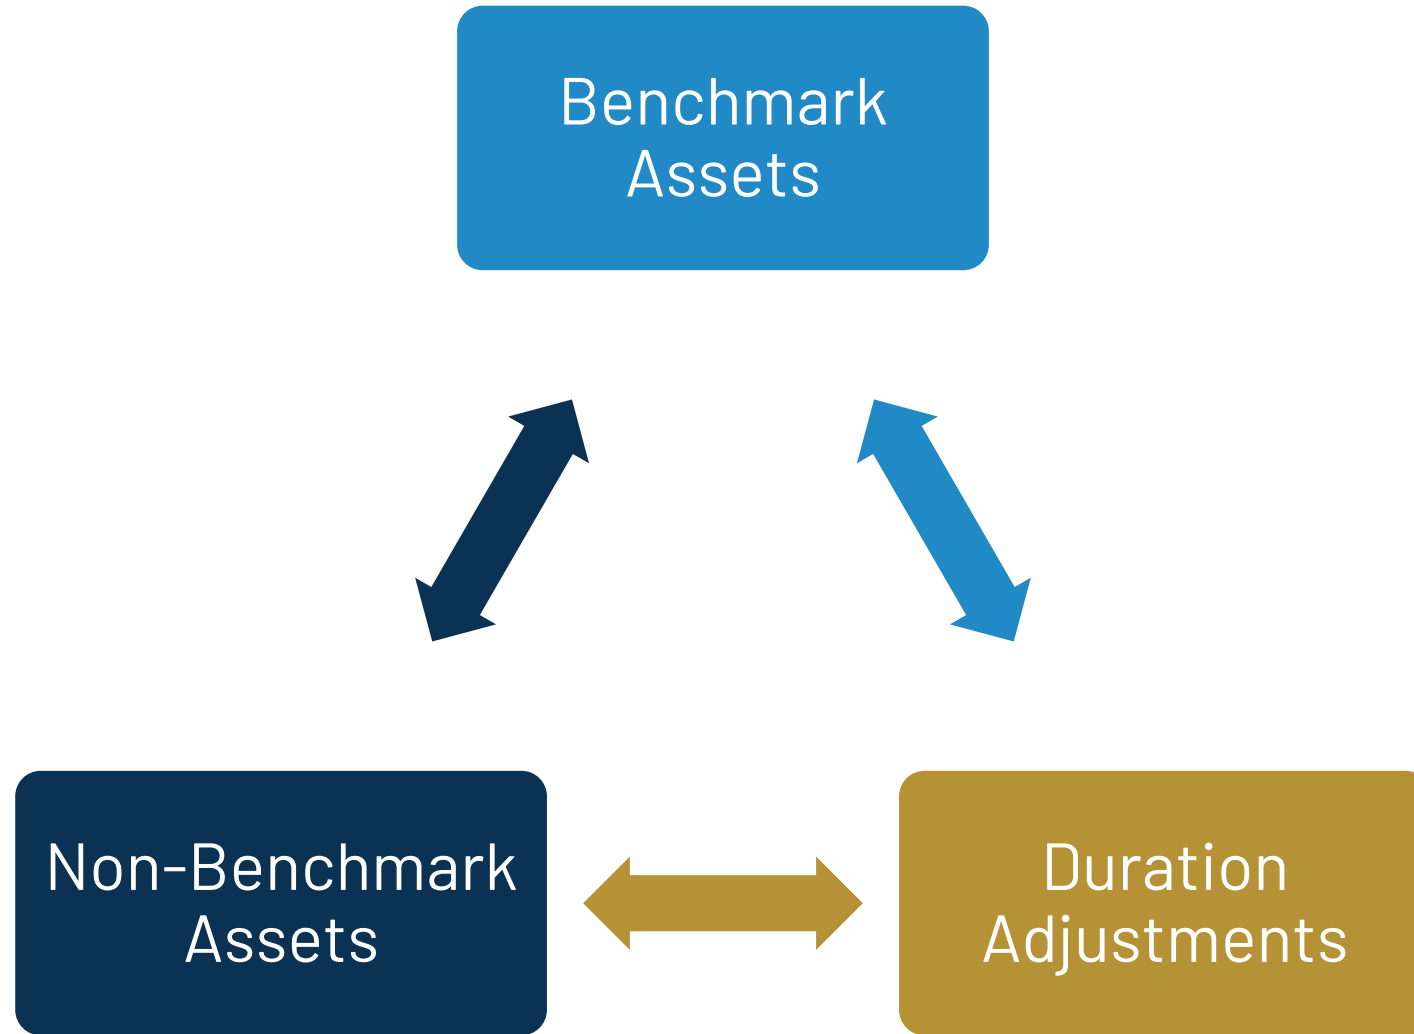 Benchmark
Assets
Non-Benchmark
Assets
Duration
Adjustments